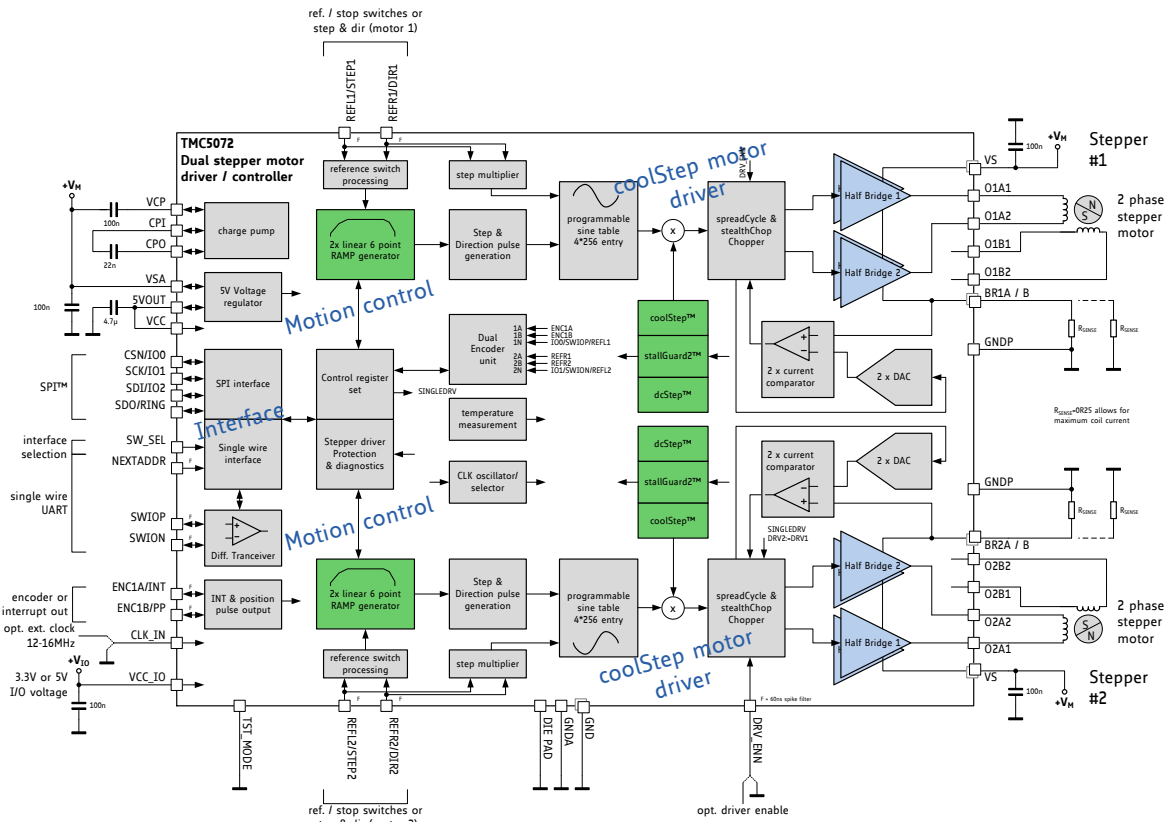 ref. / stop switches or
step & dir (motor 1)
REFL1/STEP1
REFR1/DIR1
F
F
TMC5072
Dual stepper motor
driver / controller
+VM
VCP
100n
CPI
CPO
22n
VSA
5VOUT
100n
4.7µ
VCC
charge pump
5V Voltage
regulator
reference switch
processing
step multiplier
2x linear 6 point
RAMP generator
Step &
Direction pulse
generation
programmable
sine table
4*256 entry
x
coolStep motor
driver
DRV_ENN
spreadCycle &
stealthChop
Chopper
Half Bridge 1
Half Bridge 2
VS
100n
+VM
Stepper
#1
O1A1
O1A2
O1B1
O1B2
BR1A / B
N
S
2 phase
stepper
motor
RSENSE
RSENSE
GNDP
RSENSE=0R25 allows for
maximum coil current
Motion control
coolStep™
stallGuard2™
dcStep™
2 x current
comparator
2 x DAC
Dual
Encoder
unit
1A
1B
1N
2A
2B
2N
ENC1A
ENC1B
IO0/SWIOP/REFL1
REFR1
REFR2
IO1/SWION/REFL2
SPI™
CSN/IO0
SCK/IO1
SDI/IO2
SDO/RING
F
F
F
F
SPI interface
Interface
Control register
set
SINGLEDRV
temperature
measurement
interface
selection
SW_SEL
NEXTADDR
F
Single wire
interface
Stepper driver
Protection
& diagnostics
CLK oscillator/
selector
single wire
UART
SWIOP
SWION
F
F
+
−
Diff. Tranceiver
Motion control
dcStep™
stallGuard2™
coolStep™
2 x current
comparator
2 x DAC
GNDP
RSENSE
RSENSE
SINGLEDRV
DRV2:=DRV1
BR2A / B
O2B2
O2B1
O2A2
O2A1
VS
encoder or
interrupt out
ENC1A/INT
ENC1B/PP
F
F
INT & position
pulse output
2x linear 6 point
RAMP generator
Step &
Direction pulse
generation
programmable
sine table
4*256 entry
x
spreadCycle &
stealthChop
Chopper
Half Bridge 2
Half Bridge 1
S
N
2 phase
stepper
motor
opt. ext. clock
12-16MHz
CLK_IN
+VIO
3.3V or 5V
I/O voltage
VCC_IO
100n
reference switch
processing
step multiplier
coolStep motor
driver
F
F
F = 60ns spike filter
100n
+VM
Stepper
#2
TST_MODE
REFL2/STEP2
REFR2/DIR2
DIE PAD
GNDA
GND
DRV_ENN
opt. driver enable
ref. / stop switches or